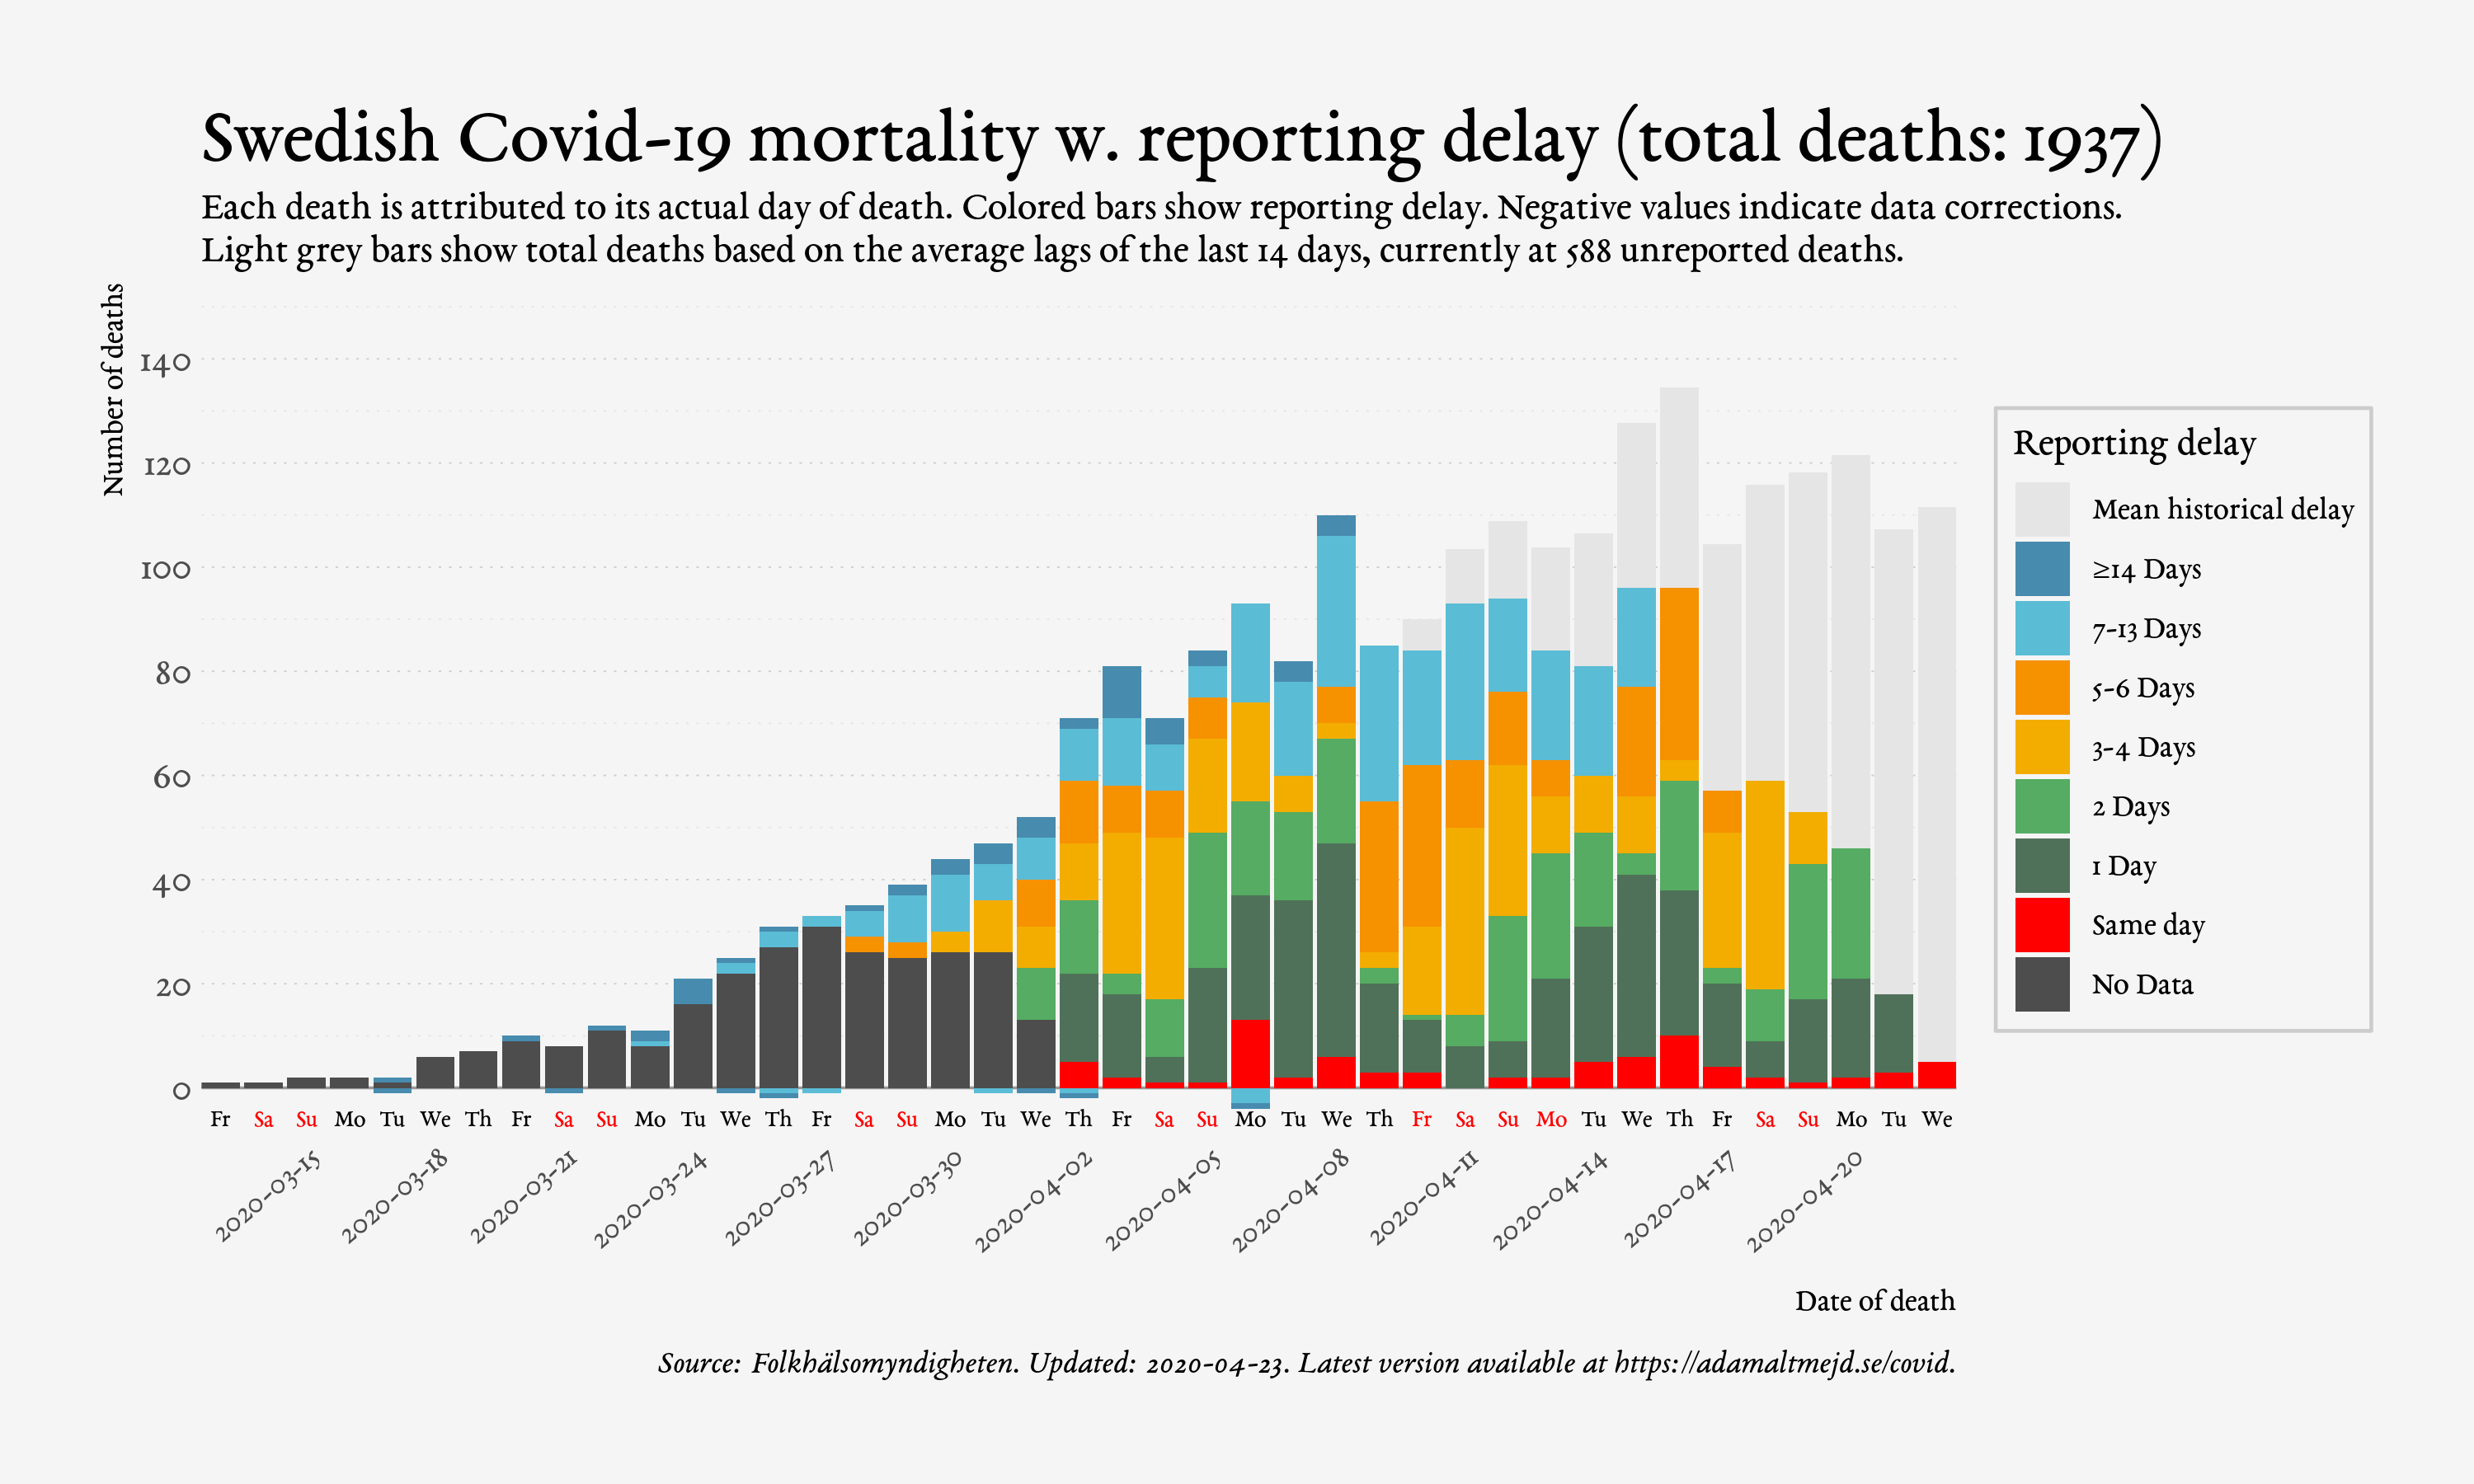 Swedish Covid-19 mortality w. reporting delay (total deaths: 1937)
Each death is attributed to its actual day of death. Colored bars show reporting delay. Negative values indicate data corrections.
Light grey bars show total deaths based on the average lags of the last 14 days, currently at 588 unreported deaths.
Number of deaths
140
120
100
80
60
40
20
0
Fr Sa Su Mo Tu We Th Fr Sa Su Mo Tu We Th Fr Sa Su Mo Tu We Th Fr Sa Su Mo Tu We Th Fr Sa Su Mo Tu We Th Fr Sa Su Mo Tu We
2020-03-15 2020-03-18 2020-03-21 2020-03-24 2020-03-27 2020-03-30 2020-04-02 2020-04-05 2020-04-08 2020-04-11 2020-04-14 2020-04-17 2020-04-20
Date of death
Reporting delay
Mean historical delay
≥14 Days
7-13 Days
5-6 Days
3-4 Days
2 Days
1 Day
Same day
No Data
Source: Folkhälsomyndigheten. Updated: 2020-04-23. Latest version available at https://adamaltmejd.se/covid.